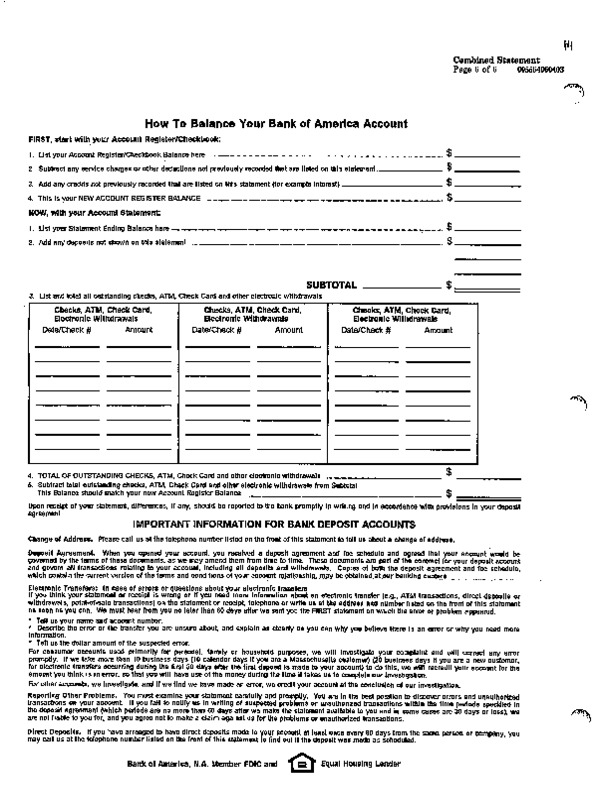 Combined Statement
Page 6 of 6
How To Balance Your Bank of America Account
FIRST, start with your Account Register/Checkbook:
1. List your Account Register/Checkbook Balance here $
2. Subtract any service charges or other deductions not previously recorded that are listed on this statement $
3. Add any credits not previously recorded that are listed on this statement (for example interest) $
4. This is your NEW ACCOUNT REGISTER BALANCE $
NOW, with your Account Statement:
1. List your Statement Ending Balance here $
2. Add any deposits not shown on this statement $
SUBTOTAL $
3. List and total all outstanding checks, ATM, Check Card and other electronic withdrawals
Checks, ATM, Check Card, Electronic Withdrawals
Date/Check # Amount
Checks, ATM, Check Card, Electronic Withdrawals
Date/Check # Amount
Checks, ATM, Check Card, Electronic Withdrawals
Date/Check # Amount
4. TOTAL OF OUTSTANDING CHECKS, ATM, Check Card and other electronic withdrawals $
5. Subtract total outstanding checks, ATM, Check Card and other electronic withdrawals from Subtotal
This Balance should match your new Account Register Balance $
Upon receipt of your statement, differences, if any, should be reported to the bank promptly in writing and in accordance with provisions in your deposit
agreement
IMPORTANT INFORMATION FOR BANK DEPOSIT ACCOUNTS
Change of Address. Please call us at the telephone number listed on the front of this statement to tell us about a change of address.
Deposit Agreement. When you opened your account, you received a deposit agreement and fee schedule and agreed that your account would be
governed by the terms of these documents, as we may amend them from time to time. These documents are part of the contract for your deposit account
and govern all transactions relating to your account, including all deposits and withdrawals. Copies of both the deposit agreement and fee schedule,
which contain the current version of the terms and conditions of your account relationship, may be obtained at our banking centers
Electronic Transfers: In case of errors or questions about your electronic transfers
If you think your statement or receipt is wrong or if you need more information about an electronic transfer (e.g., ATM transactions, direct deposits or
withdrawals, point-of-sale transactions) on the statement or receipt, telephone or write us at the address and number listed on the front of this statement
as soon as you can. We must hear from you no later than 60 days after we sent you the FIRST statement on which the error or problem appeared.
* Tell us your name and account number.
* Describe the error or the transfer you are unsure about, and explain as clearly as you can why you believe there is an error or why you need more
information.
* Tell us the dollar amount of the suspected error.
For consumer accounts used primarily for personal, family or household purposes, we will investigate your complaint and will correct any error
promptly. If we take more than 10 business days (10 calendar days if you are a Massachusetts customer) (20 business days if you are a new customer,
for electronic transfers occurring during the first 30 days after the first deposit is made to your account) to do this, we will recredit your account for the
amount you think is in error, so that you will have use of the money during the time it takes us to complete our investigation.
For other accounts, we investigate, and if we find we have made an error, we credit your account at the conclusion of our investigation.
Reporting Other Problems. You must examine your statement carefully and promptly. You are in the best position to discover errors and unauthorized
transactions on your account. If you fail to notify us in writing of suspected problems or unauthorized transactions within the time periods specified in
the deposit agreement (which periods are no more than 60 days after we make the statement available to you and in some cases are 30 days or less), we
are not liable to you for, and you agree not to make a claim against us for the problems or unauthorized transactions.
Direct Deposits. If you have arranged to have direct deposits made to your account at least once every 60 days from the same person or company, you
may call us at the telephone number listed on the front of this statement to find out if the deposit was made as scheduled.
Bank of America, N.A. Member FDIC and Equal Housing Lender